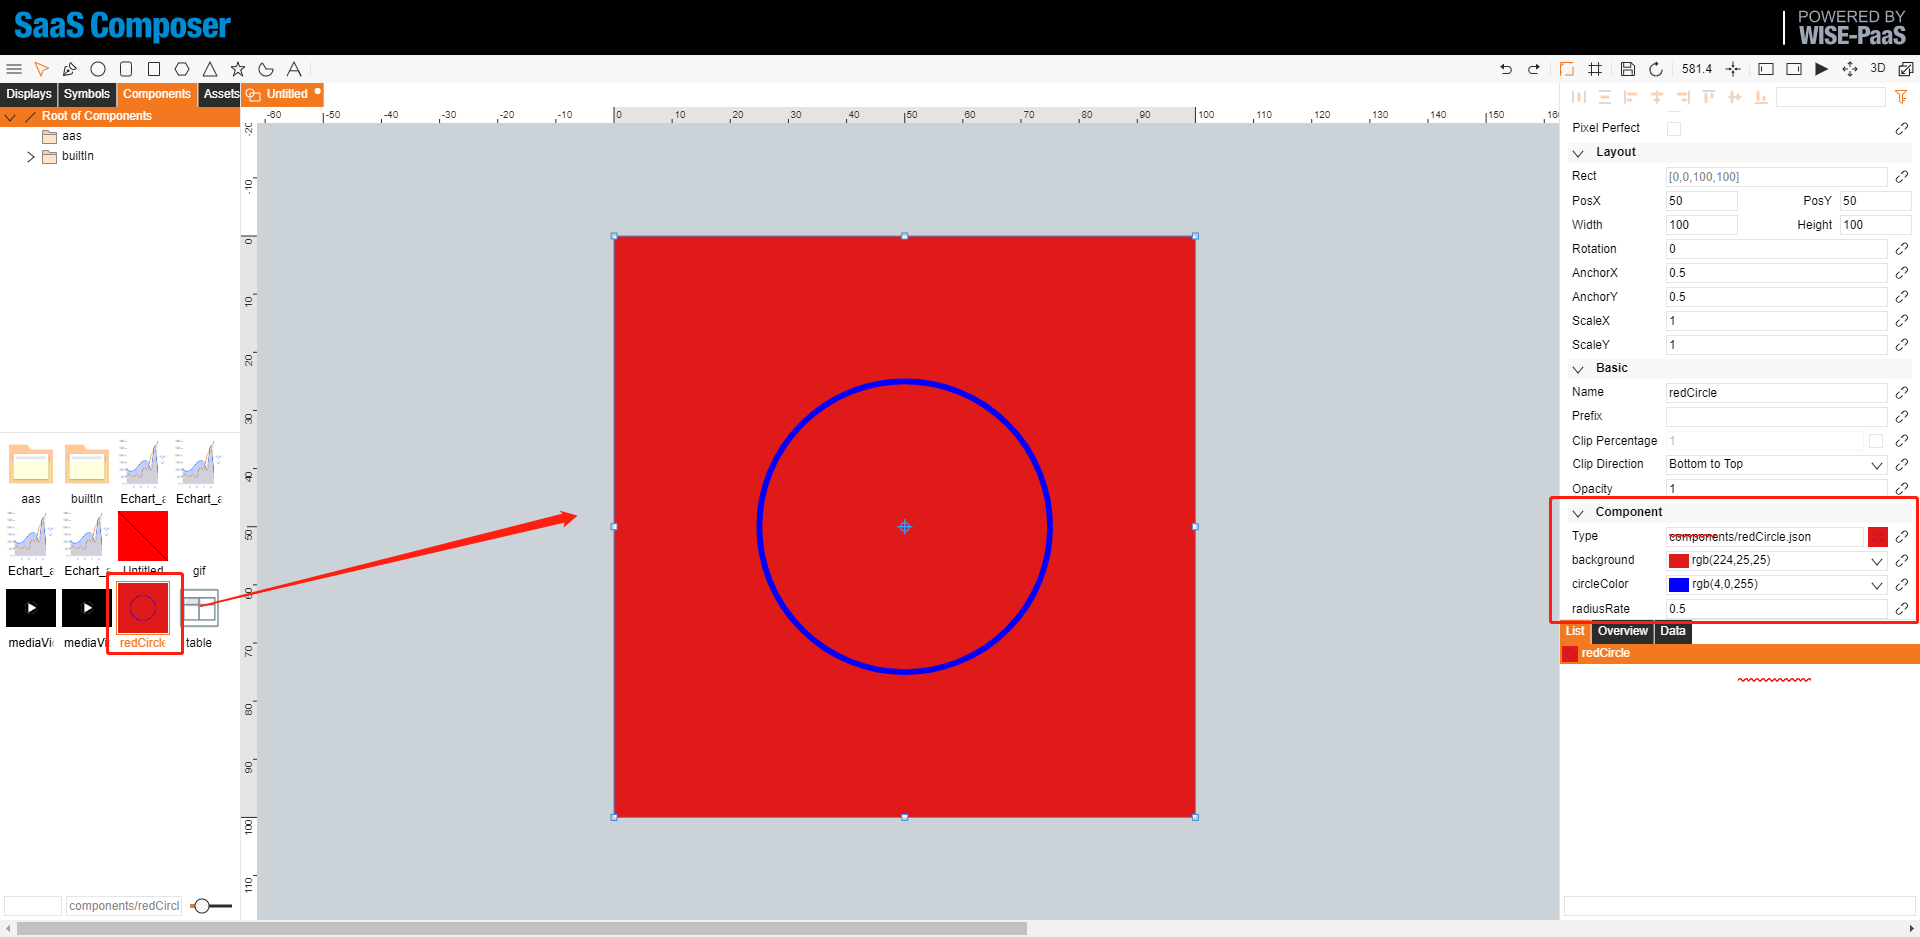 SaaS Composer
POWERED BY
WISE-PaaS
581.4
3D
Displays Symbols Components Assets Untitled
Root of Components
aas
builtIn
-60 -50 -40 -30 -20 -10 0 10 20 30 40 50 60 70 80 90 100 110 120 130 140 150
-10
0
10
20
30
40
50
60
70
80
90
100
110
aas builtIn Echart_a Echart_a
Echart_a Echart_a Untitled gif
mediaVi mediaVi redCircle table
components/redCircl
Pixel Perfect
Layout
Rect [0,0,100,100]
PosX 50 PosY 50
Width 100 Height 100
Rotation 0
AnchorX 0.5
AnchorY 0.5
ScaleX 1
ScaleY 1
Basic
Name redCircle
Prefix
Clip Percentage 1
Clip Direction Bottom to Top
Opacity 1
Component
Type components/redCircle.json
background rgb(224,25,25)
circleColor rgb(4,0,255)
radiusRate 0.5
List Overview Data
redCircle